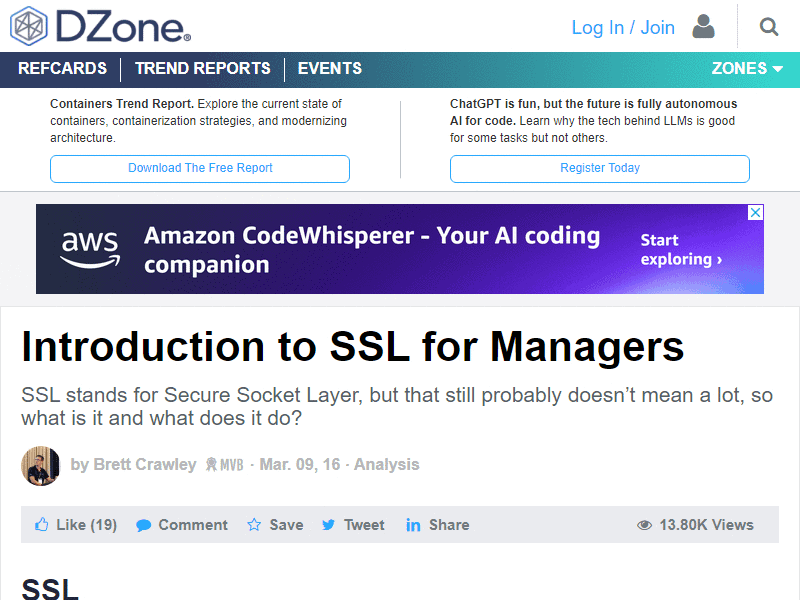 DZone.
Log In / Join
REFCARDS
TREND REPORTS
EVENTS
ZONES
Containers Trend Report. Explore the current state of
containers, containerization strategies, and modernizing
architecture.
Download The Free Report
ChatGPT is fun, but the future is fully autonomous
AI for code. Learn why the tech behind LLMs is good
for some tasks but not others.
Register Today
aws
Amazon CodeWhisperer - Your AI coding
companion
Start
exploring ›
Introduction to SSL for Managers
SSL stands for Secure Socket Layer, but that still probably doesn’t mean a lot, so
what is it and what does it do?
by Brett Crawley MVB · Mar. 09, 16 · Analysis
Like (19) Comment Save Tweet Share 13.80K Views
SSL